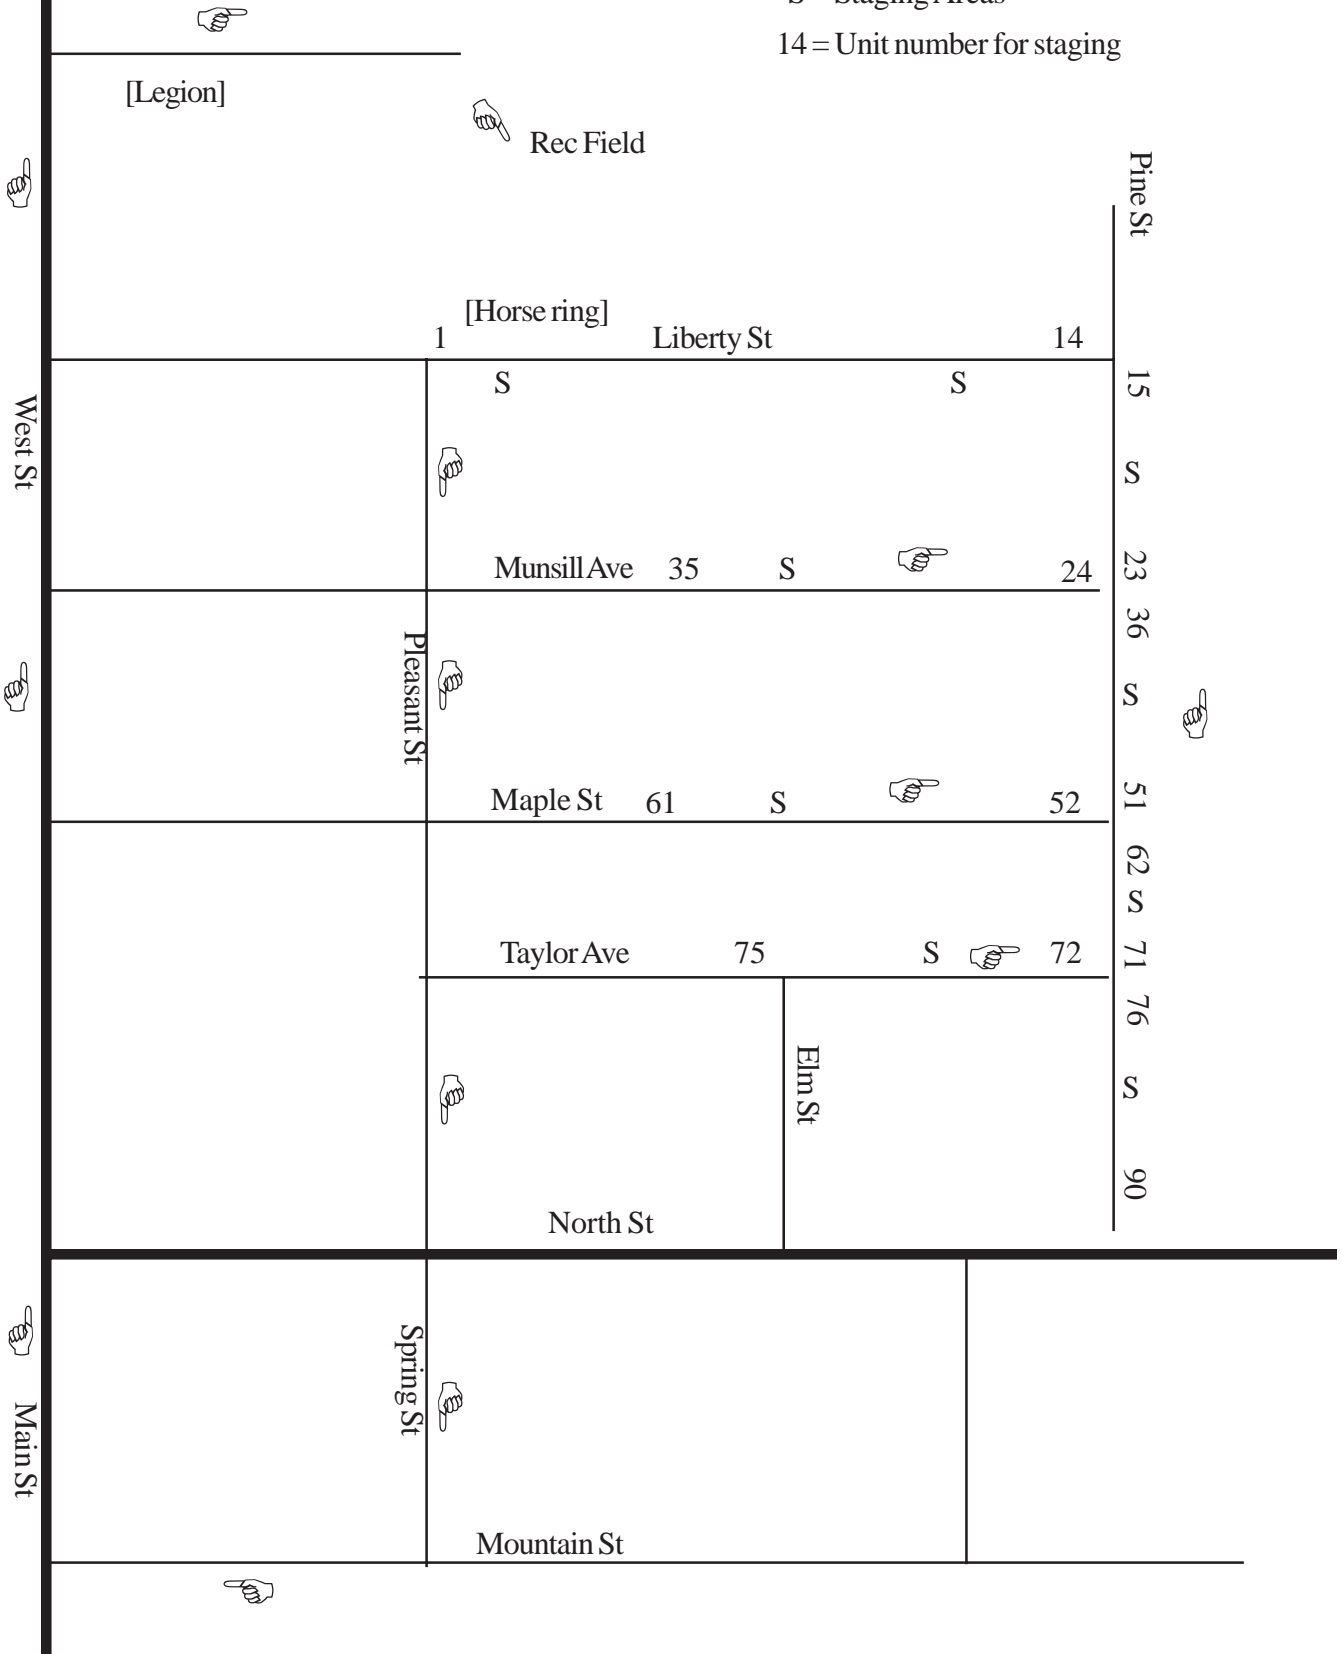 S = Staging Areas
14 = Unit number for staging
[Legion]
Rec Field
Pine St
[Horse ring]
1 Liberty St 14
S S 15
West St
S
Munsill Ave 35 S 24 23
36
Pleasant St
S
Maple St 61 S 52 51
62
S
Taylor Ave 75 S 72 71
76
Elm St
S
90
North St
Spring St
Main St
Mountain St